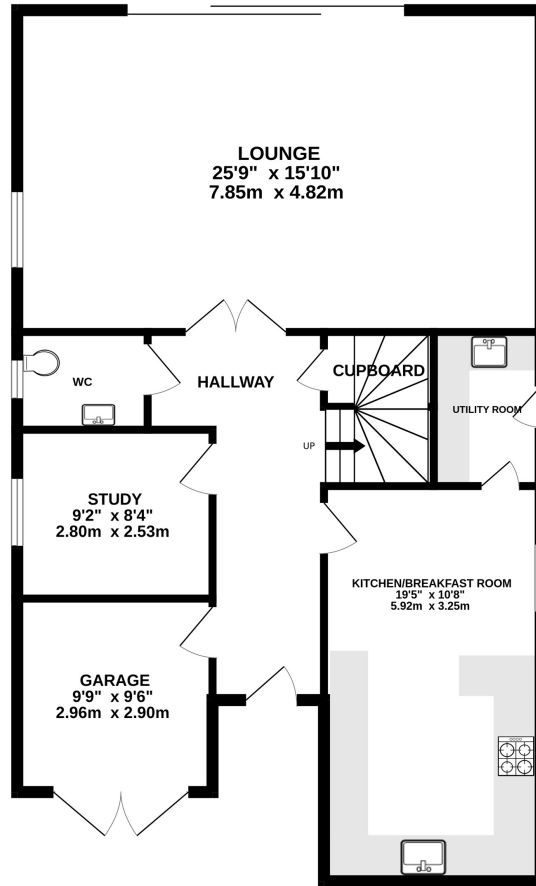 LOUNGE
25'9" x 15'10"
7.85m x 4.82m
WC
HALLWAY
CUPBOARD
UTILITY ROOM
UP
STUDY
9'2" x 8'4"
2.80m x 2.53m
KITCHEN/BREAKFAST ROOM
19'5" x 10'8"
5.92m x 3.25m
GARAGE
9'9" x 9'6"
2.96m x 2.90m